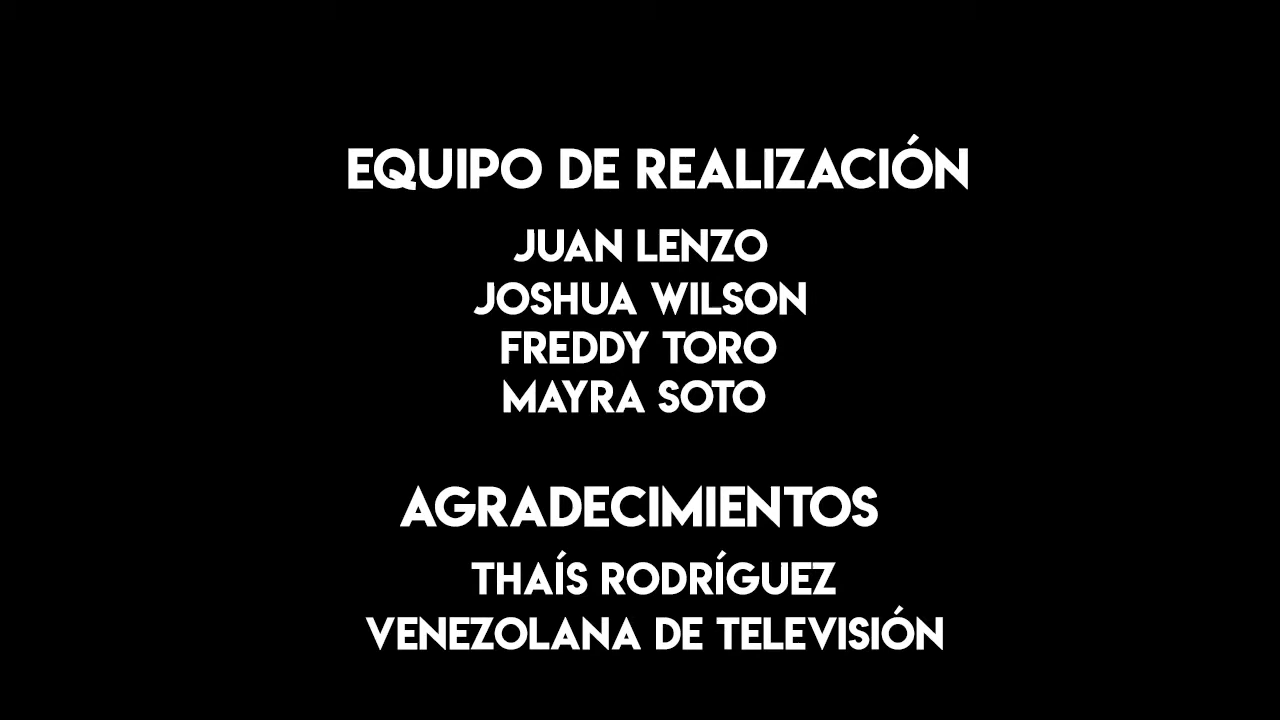 EQUIPO DE REALIZACIÓN
JUAN LENZO
JOSHUA WILSON
FREDDY TORO
MAYRA SOTO
AGRADECIMIENTOS
THAÍS RODRÍGUEZ
VENEZOLANA DE TELEVISIÓN